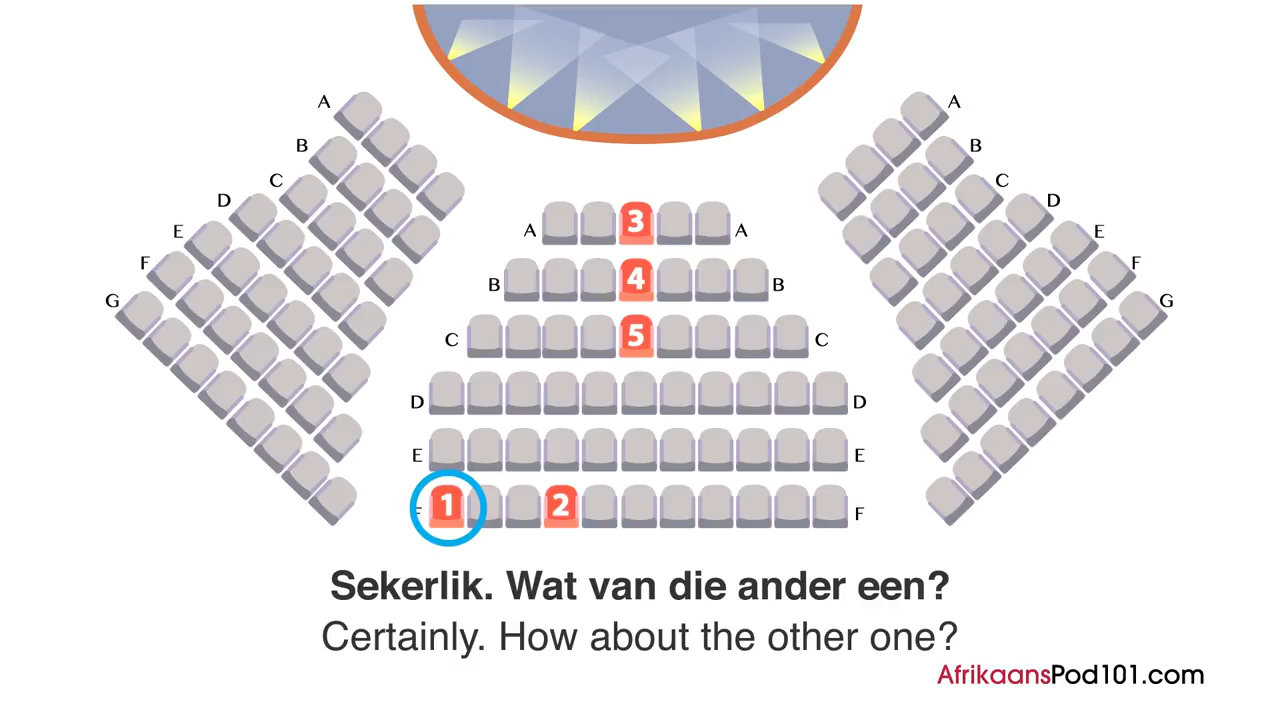 A
A
B
B
C
C
D
D
E
E
F
F
G
G
A 3 A
B 4 B
C 5 C
D D
E E
F 1 2 F
Sekerlik. Wat van die ander een?
Certainly. How about the other one?
AfrikaansPod101.com